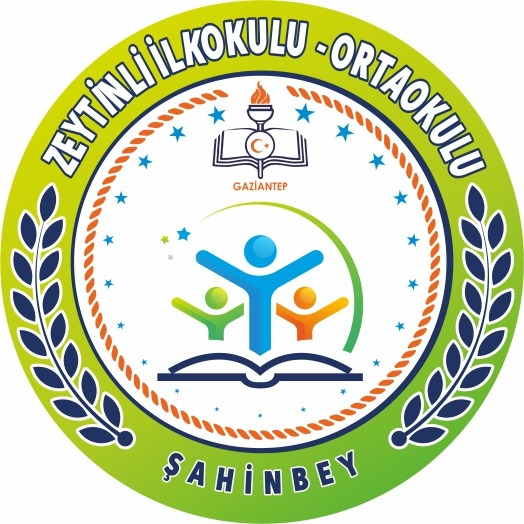 ZEYTİNLİ İLKOKULU - ORTAOKULU
GAZİANTEP
ŞAHİNBEY